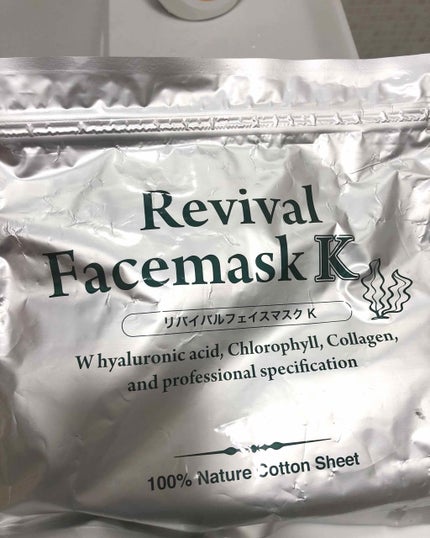 Revival
Facemask K
リバイバルフェイスマスク K
W hyaluronic acid, Chlorophyll, Collagen,
and professional specification
100% Nature Cotton Sheet